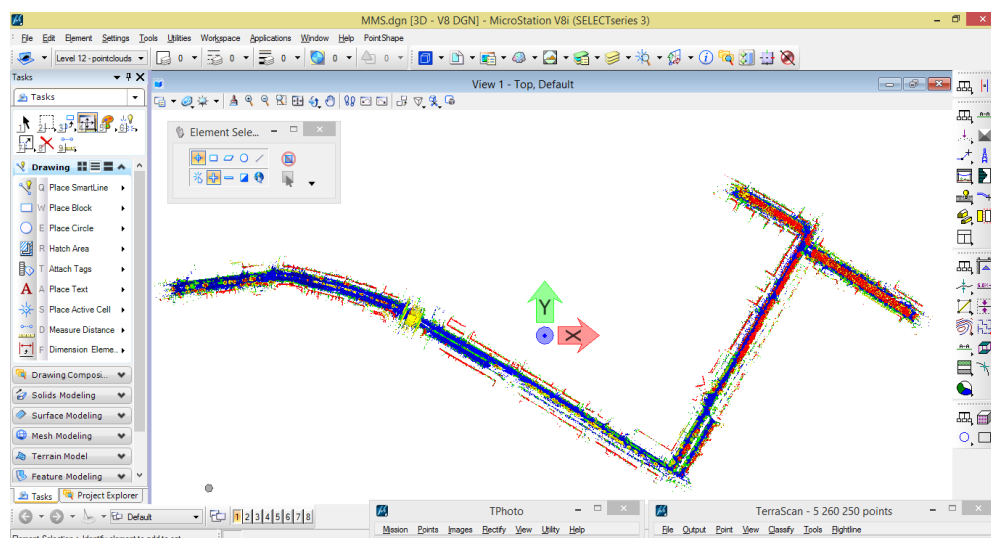 MMS.dgn [3D - V8 DGN] - MicroStation V8i (SELECTseries 3)
File Edit Element Settings Tools Utilities Workspace Applications Window Help PointShape
Level 12 - pointclouds 0 0 0 0 0
Tasks
View 1 - Top, Default
Tasks
Element Sele...
Drawing
Q Place SmartLine
W Place Block
E Place Circle
R Hatch Area
T Attach Tags
A A Place Text
S Place Active Cell
D Measure Distance
F Dimension Eleme..
Y
X
Drawing Composi...
Solids Modeling
Surface Modeling
Mesh Modeling
Terrain Model
Feature Modeling
Tasks Project Explorer
Default 1 2 3 4 5 6 7 8
TPhoto
Mission Points Images Rectify View Utility Help
TerraScan - 5 260 250 points
File Output Point View Classify Tools Flightline